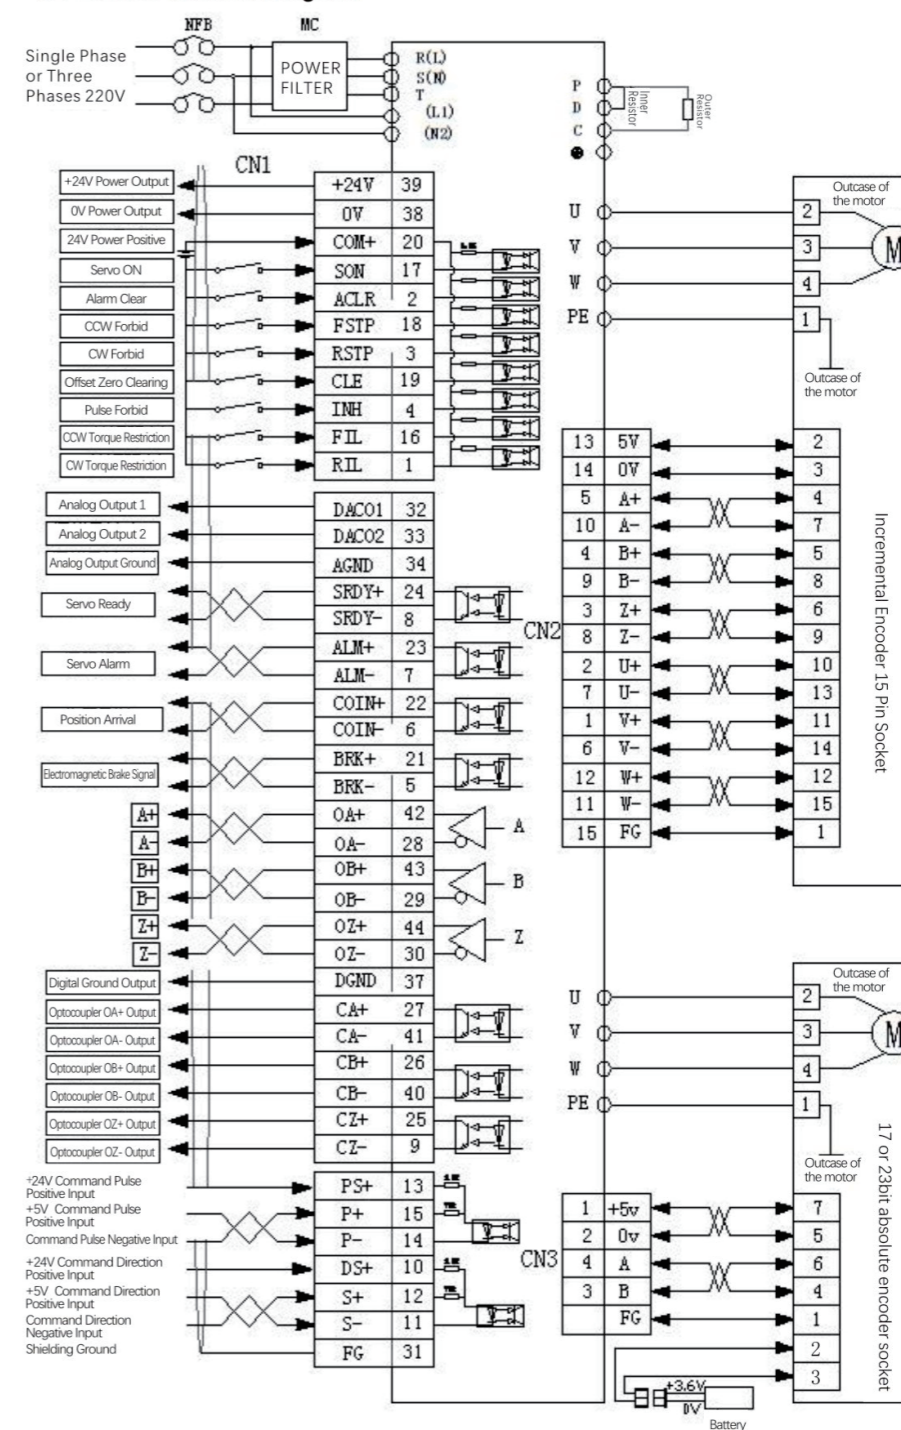 NFB
MC
Single Phase
or Three
Phases 220V
POWER
FILTER
R(L)
S(N)
T
(L1)
(N2)
P
D
C
Inner
Resistor
Outer
Resistor
CN1
+24V Power Output
+24V 39
0V Power Output
0V 38
24V Power Positive
COM+ 20
Servo ON
SON 17
Alarm Clear
ACLR 2
CCW Forbid
FSTP 18
CW Forbid
RSTP 3
Offset Zero Clearing
CLE 19
Pulse Forbid
INH 4
CCW Torque Restriction
FIL 16
CW Torque Restriction
RIL 1
Analog Output 1
DACO1 32
Analog Output 2
DACO2 33
Analog Output Ground
AGND 34
Servo Ready
SRDY+ 24
SRDY- 8
Servo Alarm
ALM+ 23
ALM- 7
Position Arrival
COIN+ 22
COIN- 6
Electromagnetic Brake Signal
BRK+ 21
BRK- 5
A+
OA+ 42
A-
OA- 28
A
B+
OB+ 43
B-
OB- 29
B
Z+
OZ+ 44
Z-
OZ- 30
Z
Digital Ground Output
DGND 37
Optocoupler OA+ Output
CA+ 27
Optocoupler OA- Output
CA- 41
Optocoupler OB+ Output
CB+ 26
Optocoupler OB- Output
CB- 40
Optocoupler OZ+ Output
CZ+ 25
Optocoupler OZ- Output
CZ- 9
+24V Command Pulse
Positive Input
PS+ 13
+5V Command Pulse
Positive Input
P+ 15
Command Pulse Negative Input
P- 14
+24V Command Direction
Positive Input
DS+ 10
+5V Command Direction
Positive Input
S+ 12
Command Direction
Negative Input
S- 11
Shielding Ground
FG 31
U
2
V
3
W
4
PE
1
Outcase of
the motor
M
Outcase of
the motor
CN2
13 5V 2
14 0V 3
5 A+ 4
10 A- 7
4 B+ 5
9 B- 8
3 Z+ 6
8 Z- 9
2 U+ 10
7 U- 13
1 V+ 11
6 V- 14
12 W+ 12
11 W- 15
15 FG 1
Incremental Encoder 15 Pin Socket
U
2
V
3
W
4
PE
1
Outcase of
the motor
M
Outcase of
the motor
CN3
1 +5v 7
2 0v 5
4 A 6
3 B 4
FG 1
2
3
17 or 23bit absolute encoder socket
+3.6V
0V
Battery